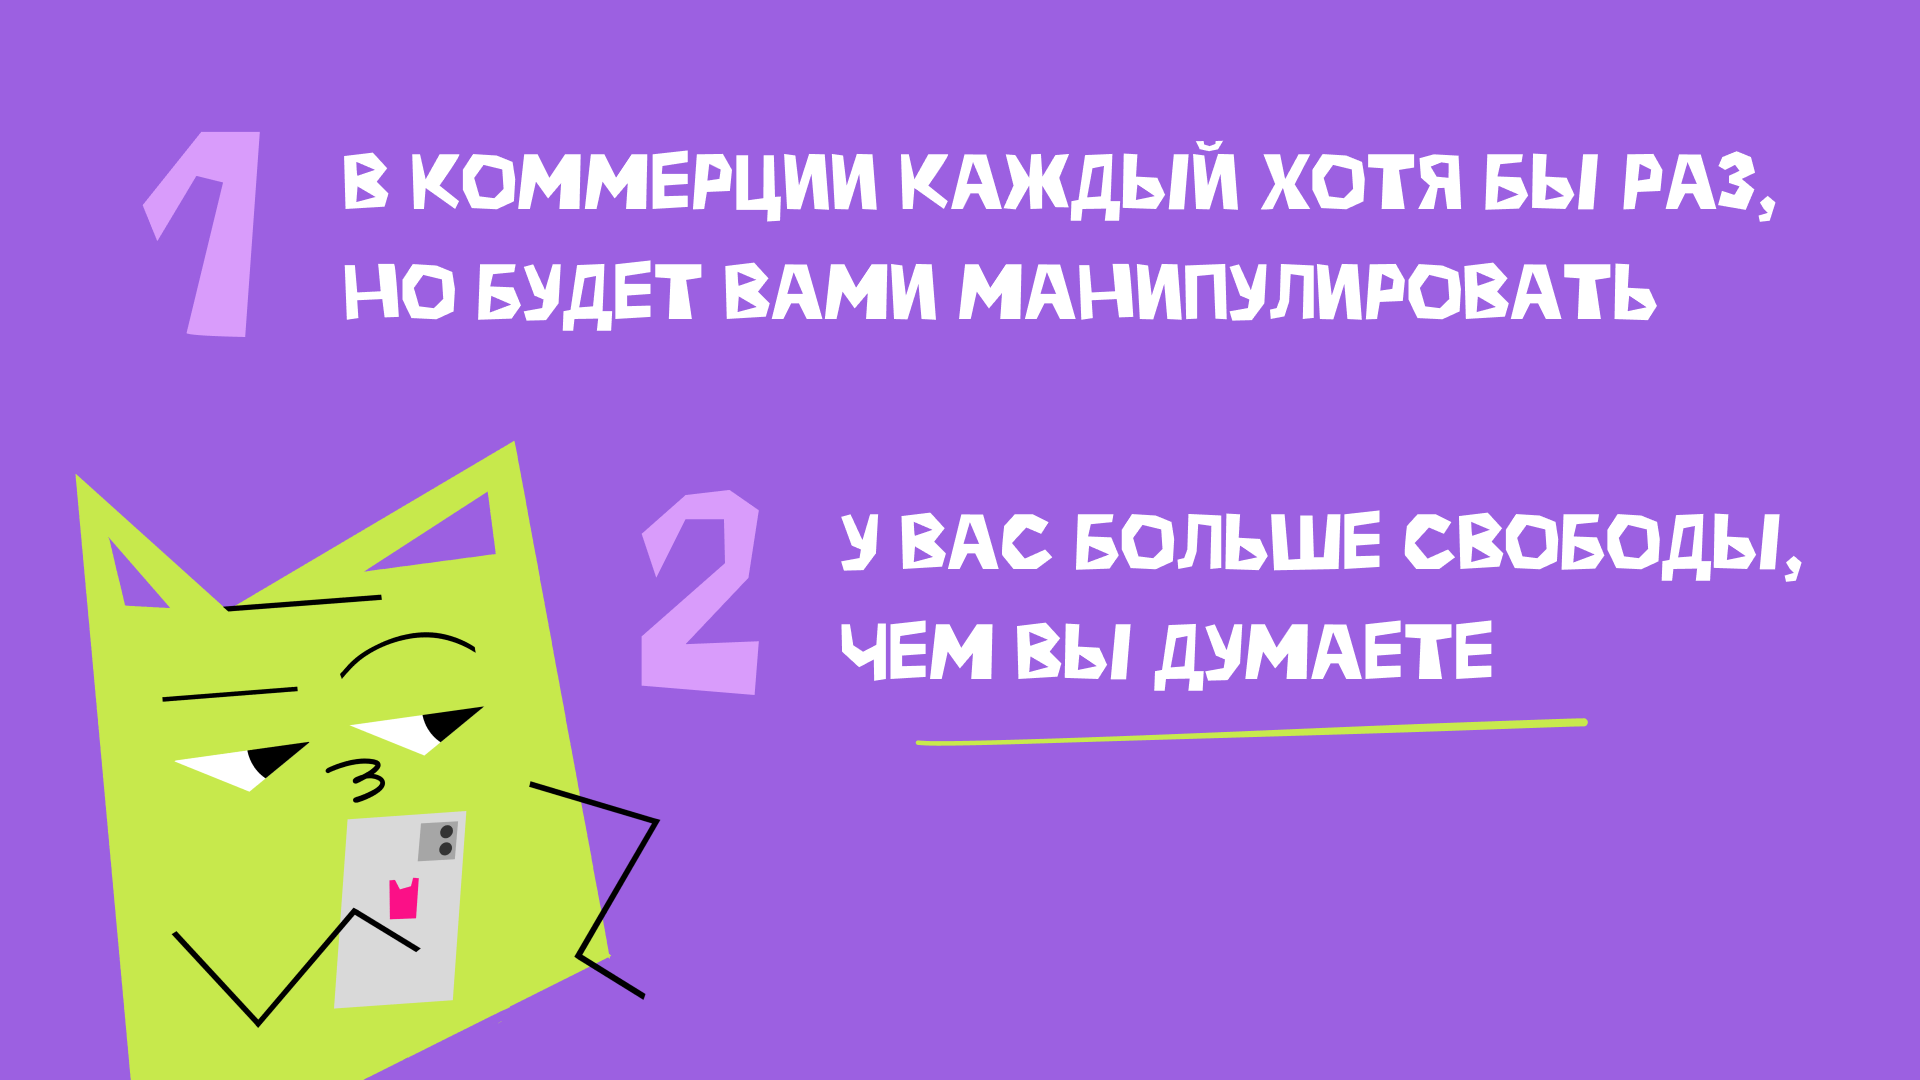 1
В КОММЕРЦИИ КАЖДЫЙ ХОТЯ БЫ РАЗ,
НО БУДЕТ ВАМИ МАНИПУЛИРОВАТЬ
2
У ВАС БОЛЬШЕ СВОБОДЫ,
ЧЕМ ВЫ ДУМАЕТЕ